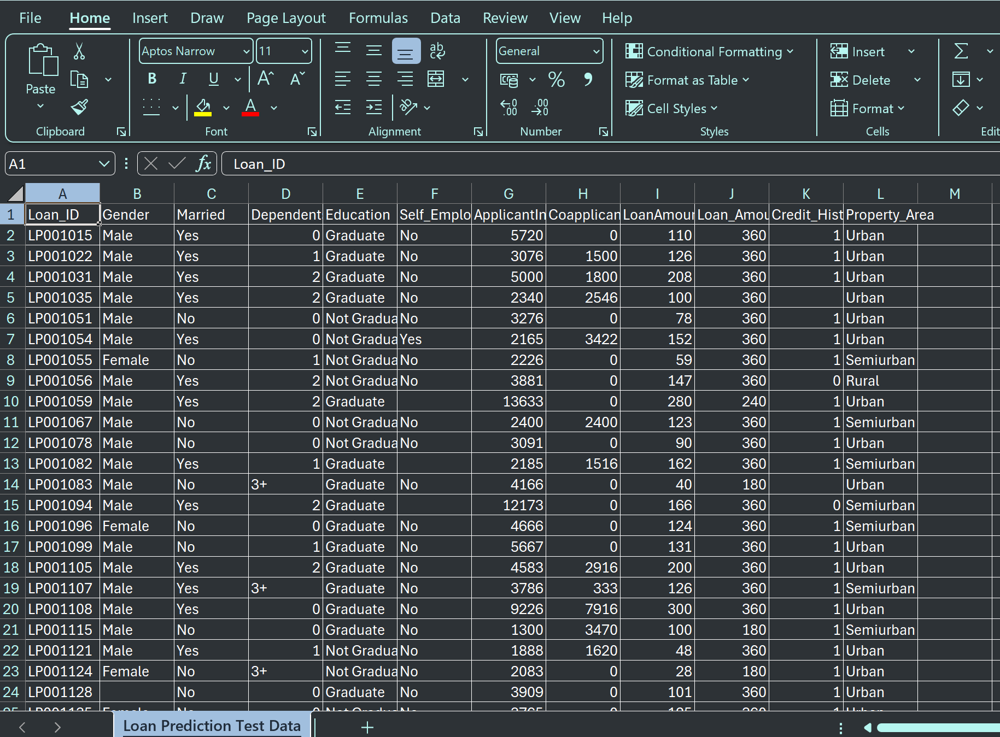 File Home Insert Draw Page Layout Formulas Data Review View Help
Aptos Narrow 11 ab General Conditional Formatting Insert
Paste B I U A A % Format as Table Delete
A Cell Styles Format
Clipboard Font Alignment Number Styles Cells
A1 fx Loan_ID
A B C D E F G H I J K L M
1 Loan_ID Gender Married Dependent Education Self_Emplo ApplicantIn Coapplican LoanAmour Loan_Amou Credit_Hist Property_Area
2 LP001015 Male Yes 0 Graduate No 5720 0 110 360 1 Urban
3 LP001022 Male Yes 1 Graduate No 3076 1500 126 360 1 Urban
4 LP001031 Male Yes 2 Graduate No 5000 1800 208 360 1 Urban
5 LP001035 Male Yes 2 Graduate No 2340 2546 100 360 Urban
6 LP001051 Male No 0 Not Gradua No 3276 0 78 360 1 Urban
7 LP001054 Male Yes 0 Not Gradua Yes 2165 3422 152 360 1 Urban
8 LP001055 Female No 1 Not Gradua No 2226 0 59 360 1 Semiurban
9 LP001056 Male Yes 2 Not Gradua No 3881 0 147 360 0 Rural
10 LP001059 Male Yes 2 Graduate 13633 0 280 240 1 Urban
11 LP001067 Male No 0 Not Gradua No 2400 2400 123 360 1 Semiurban
12 LP001078 Male No 0 Not Gradua No 3091 0 90 360 1 Urban
13 LP001082 Male Yes 1 Graduate 2185 1516 162 360 1 Semiurban
14 LP001083 Male No 3+ Graduate No 4166 0 40 180 Urban
15 LP001094 Male Yes 2 Graduate 12173 0 166 360 0 Semiurban
16 LP001096 Female No 0 Graduate No 4666 0 124 360 1 Semiurban
17 LP001099 Male No 1 Graduate No 5667 0 131 360 1 Urban
18 LP001105 Male Yes 2 Graduate No 4583 2916 200 360 1 Urban
19 LP001107 Male Yes 3+ Graduate No 3786 333 126 360 1 Semiurban
20 LP001108 Male Yes 0 Graduate No 9226 7916 300 360 1 Urban
21 LP001115 Male No 0 Graduate No 1300 3470 100 180 1 Semiurban
22 LP001121 Male Yes 1 Not Gradua No 1888 1620 48 360 1 Urban
23 LP001124 Female No 3+ Not Gradua No 2083 0 28 180 1 Urban
24 LP001128 No 0 Graduate No 3909 0 101 360 1 Urban
Loan Prediction Test Data